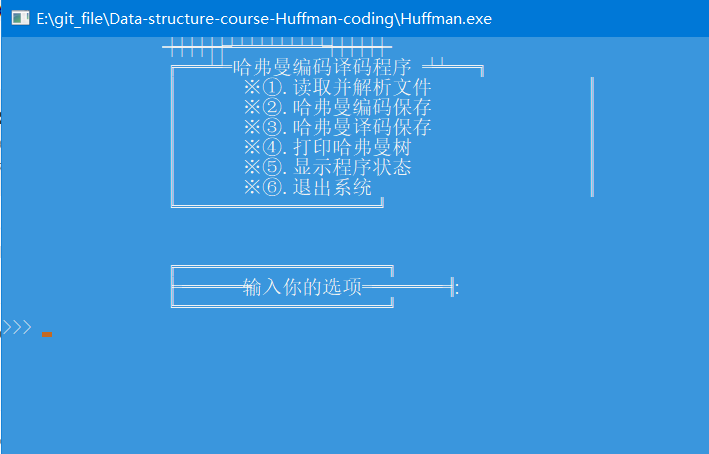 E:\git_file\Data-structure-course-Huffman-coding\Huffman.exe
哈弗曼编码译码程序
※①.读取并解析文件
※②.哈弗曼编码保存
※③.哈弗曼译码保存
※④.打印哈弗曼树
※⑤.显示程序状态
※⑥.退出系统
输入你的选项:
>>>